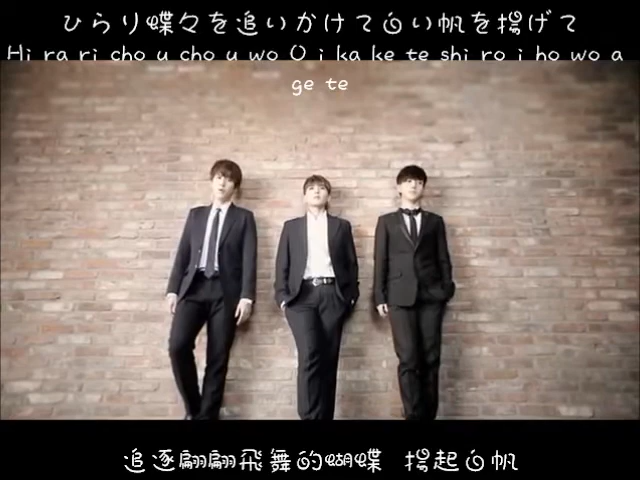 ひらり蝶々を追いかけて白い帆を揚げて
Hi ra ri cho u cho u wo O i ka ke te shi ro i ho wo a
ge te
追逐翩翩飛舞的蝴蝶 揚起白帆